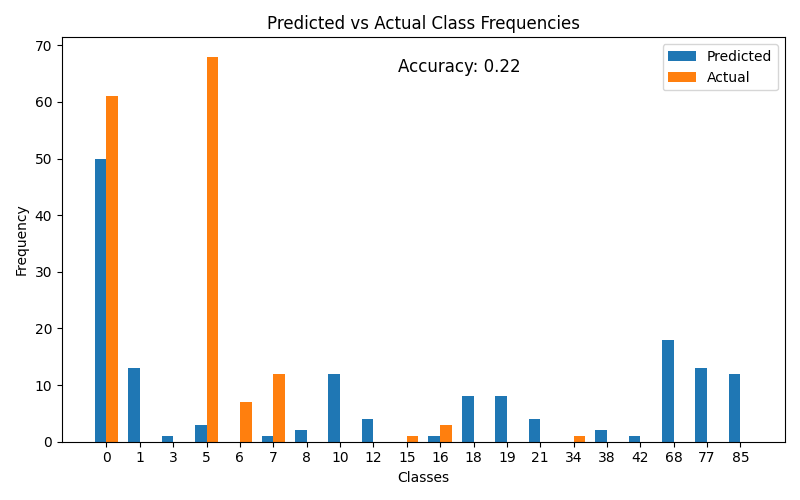 Predicted vs Actual Class Frequencies
Accuracy: 0.22
Predicted
Actual
Frequency
70
60
50
40
30
20
10
0
0 1 3 5 6 7 8 10 12 15 16 18 19 21 34 38 42 68 77 85
Classes